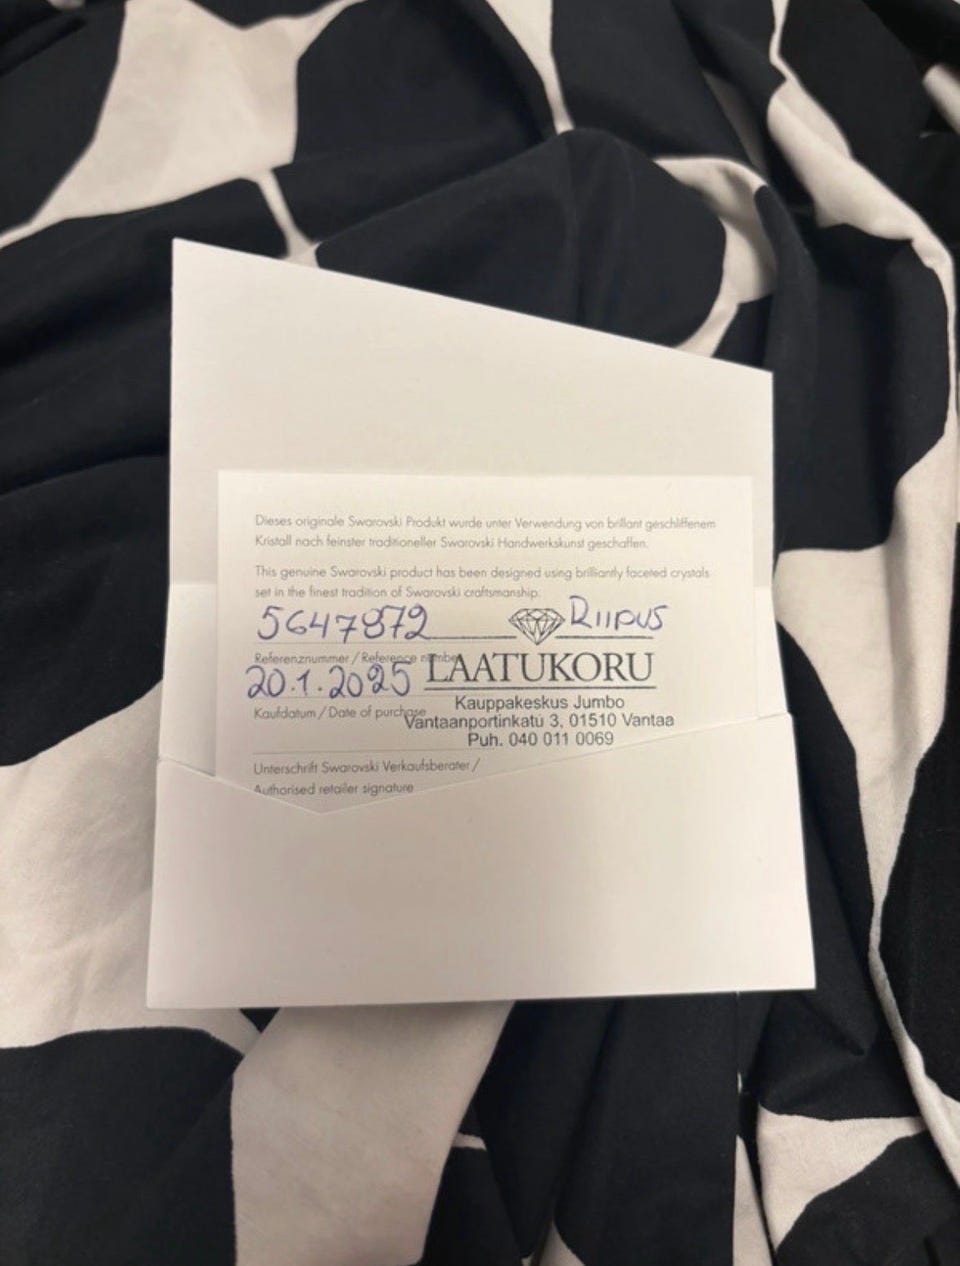 Dieses originale Swarovski Produkt wurde unter Verwendung von brillant geschliffenem
Kristall nach feinster traditioneller Swarovski Handwerkskunst geschaffen.
This genuine Swarovski product has been designed using brilliantly faceted crystals
set in the finest tradition of Swarovski craftsmanship.
5647872 Riipus
Referenznummer / Reference number
LAATUKORU
20.1.2025
Kauppakeskus Jumbo
Kaufdatum / Date of purchase
Vantaanportinkatu 3, 01510 Vantaa
Puh. 040 011 0069
Unterschrift Swarovski Verkaufsberater /
Authorised retailer signature